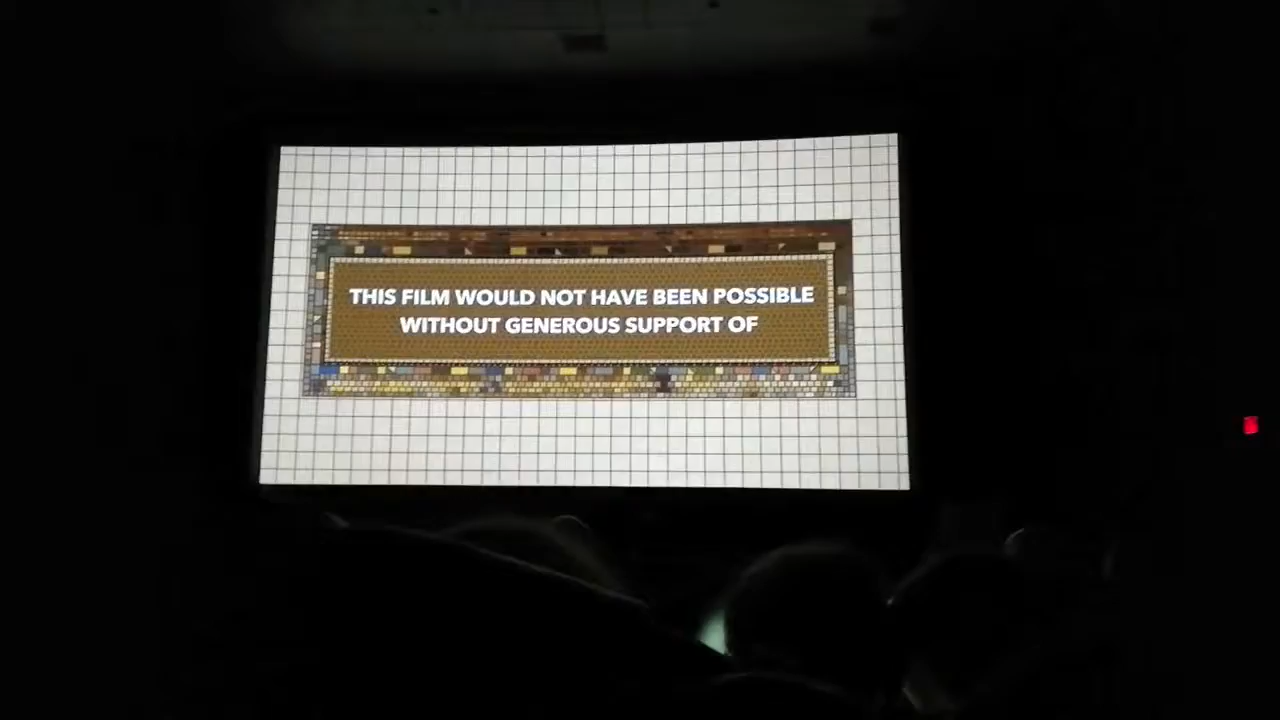 THIS FILM WOULD NOT HAVE BEEN POSSIBLE
WITHOUT GENEROUS SUPPORT OF